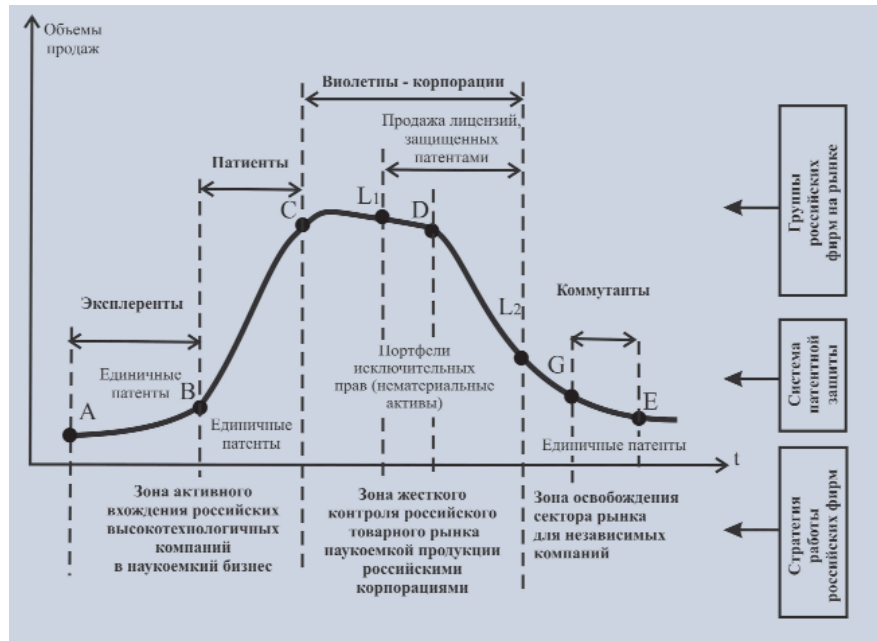 Объемы
продаж
Виолетпы - корпорации
Продажа лицензий,
защищенных
патентами
Патиенты
C
L1
D
Эксплеренты
Коммутанты
L2
Единичные
патенты
B
A
Портфели
исключительных
прав (нематериальные
активы)
G
E
Единичные
патенты
Единичные патенты
t
Зона активного
вхождения российских
высокотехнологичных
компаний
в наукоемкий бизнес
Зона жесткого
контроля российского
товарного рынка
наукоемкой продукции
российскими
корпорациями
Зона освобождения
сектора рынка
для независимых
компаний
Группы
российских
фирм на рынке
Система
патентной
защиты
Стратегия
работы
российских фирм